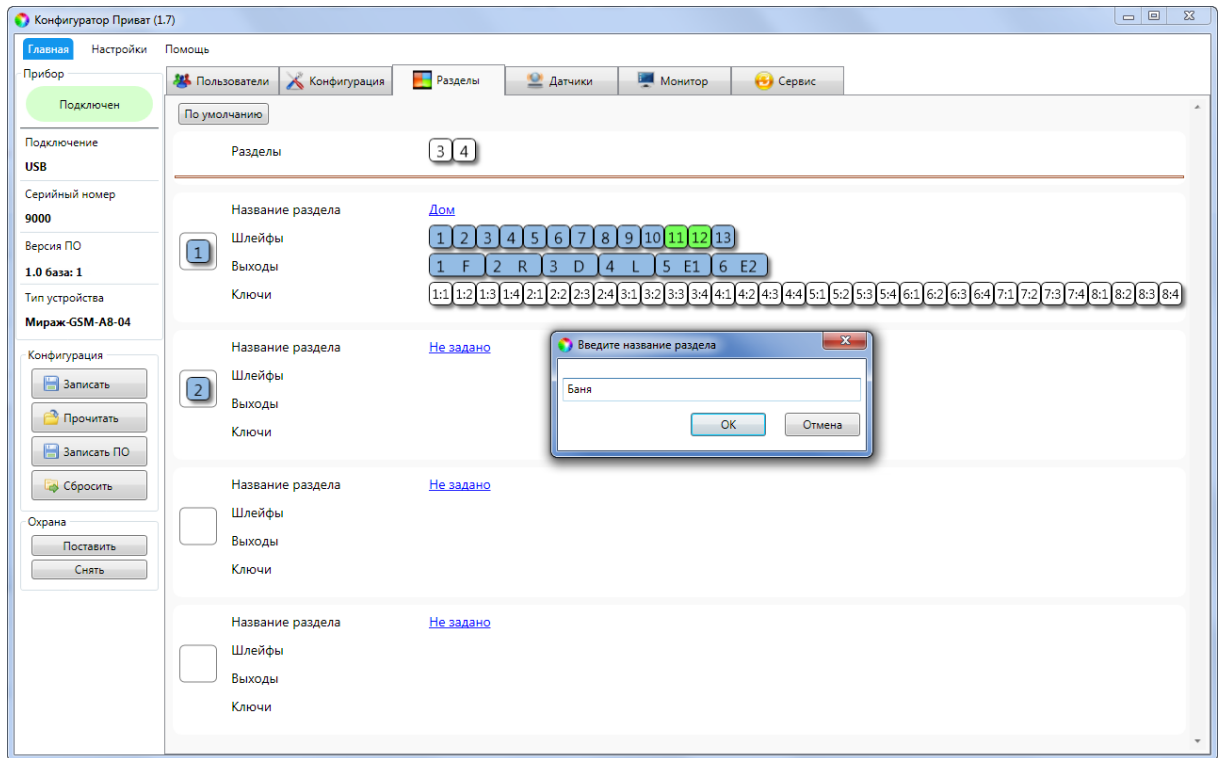 Конфигуратор Приват (1.7)
Главная Настройки Помощь
Прибор
Подключен
Подключение
USB
Серийный номер
9000
Версия ПО
1.0 база: 1
Тип устройства
Мираж-GSM-A8-04
Конфигурация
Записать
Прочитать
Записать ПО
Сбросить
Охрана
Поставить
Снять
Пользователи Конфигурация Разделы Датчики Монитор Сервис
По умолчанию
Разделы 3 4
1
Название раздела Дом
Шлейфы 1 2 3 4 5 6 7 8 9 10 11 12 13
Выходы 1 F 2 R 3 D 4 L 5 E1 6 E2
Ключи 1:1 1:2 1:3 1:4 2:1 2:2 2:3 2:4 3:1 3:2 3:3 3:4 4:1 4:2 4:3 4:4 5:1 5:2 5:3 5:4 6:1 6:2 6:3 6:4 7:1 7:2 7:3 7:4 8:1 8:2 8:3 8:4
2
Название раздела Не задано
Шлейфы
Выходы
Ключи
Введите название раздела
Баня
OK Отмена
Название раздела Не задано
Шлейфы
Выходы
Ключи
Название раздела Не задано
Шлейфы
Выходы
Ключи